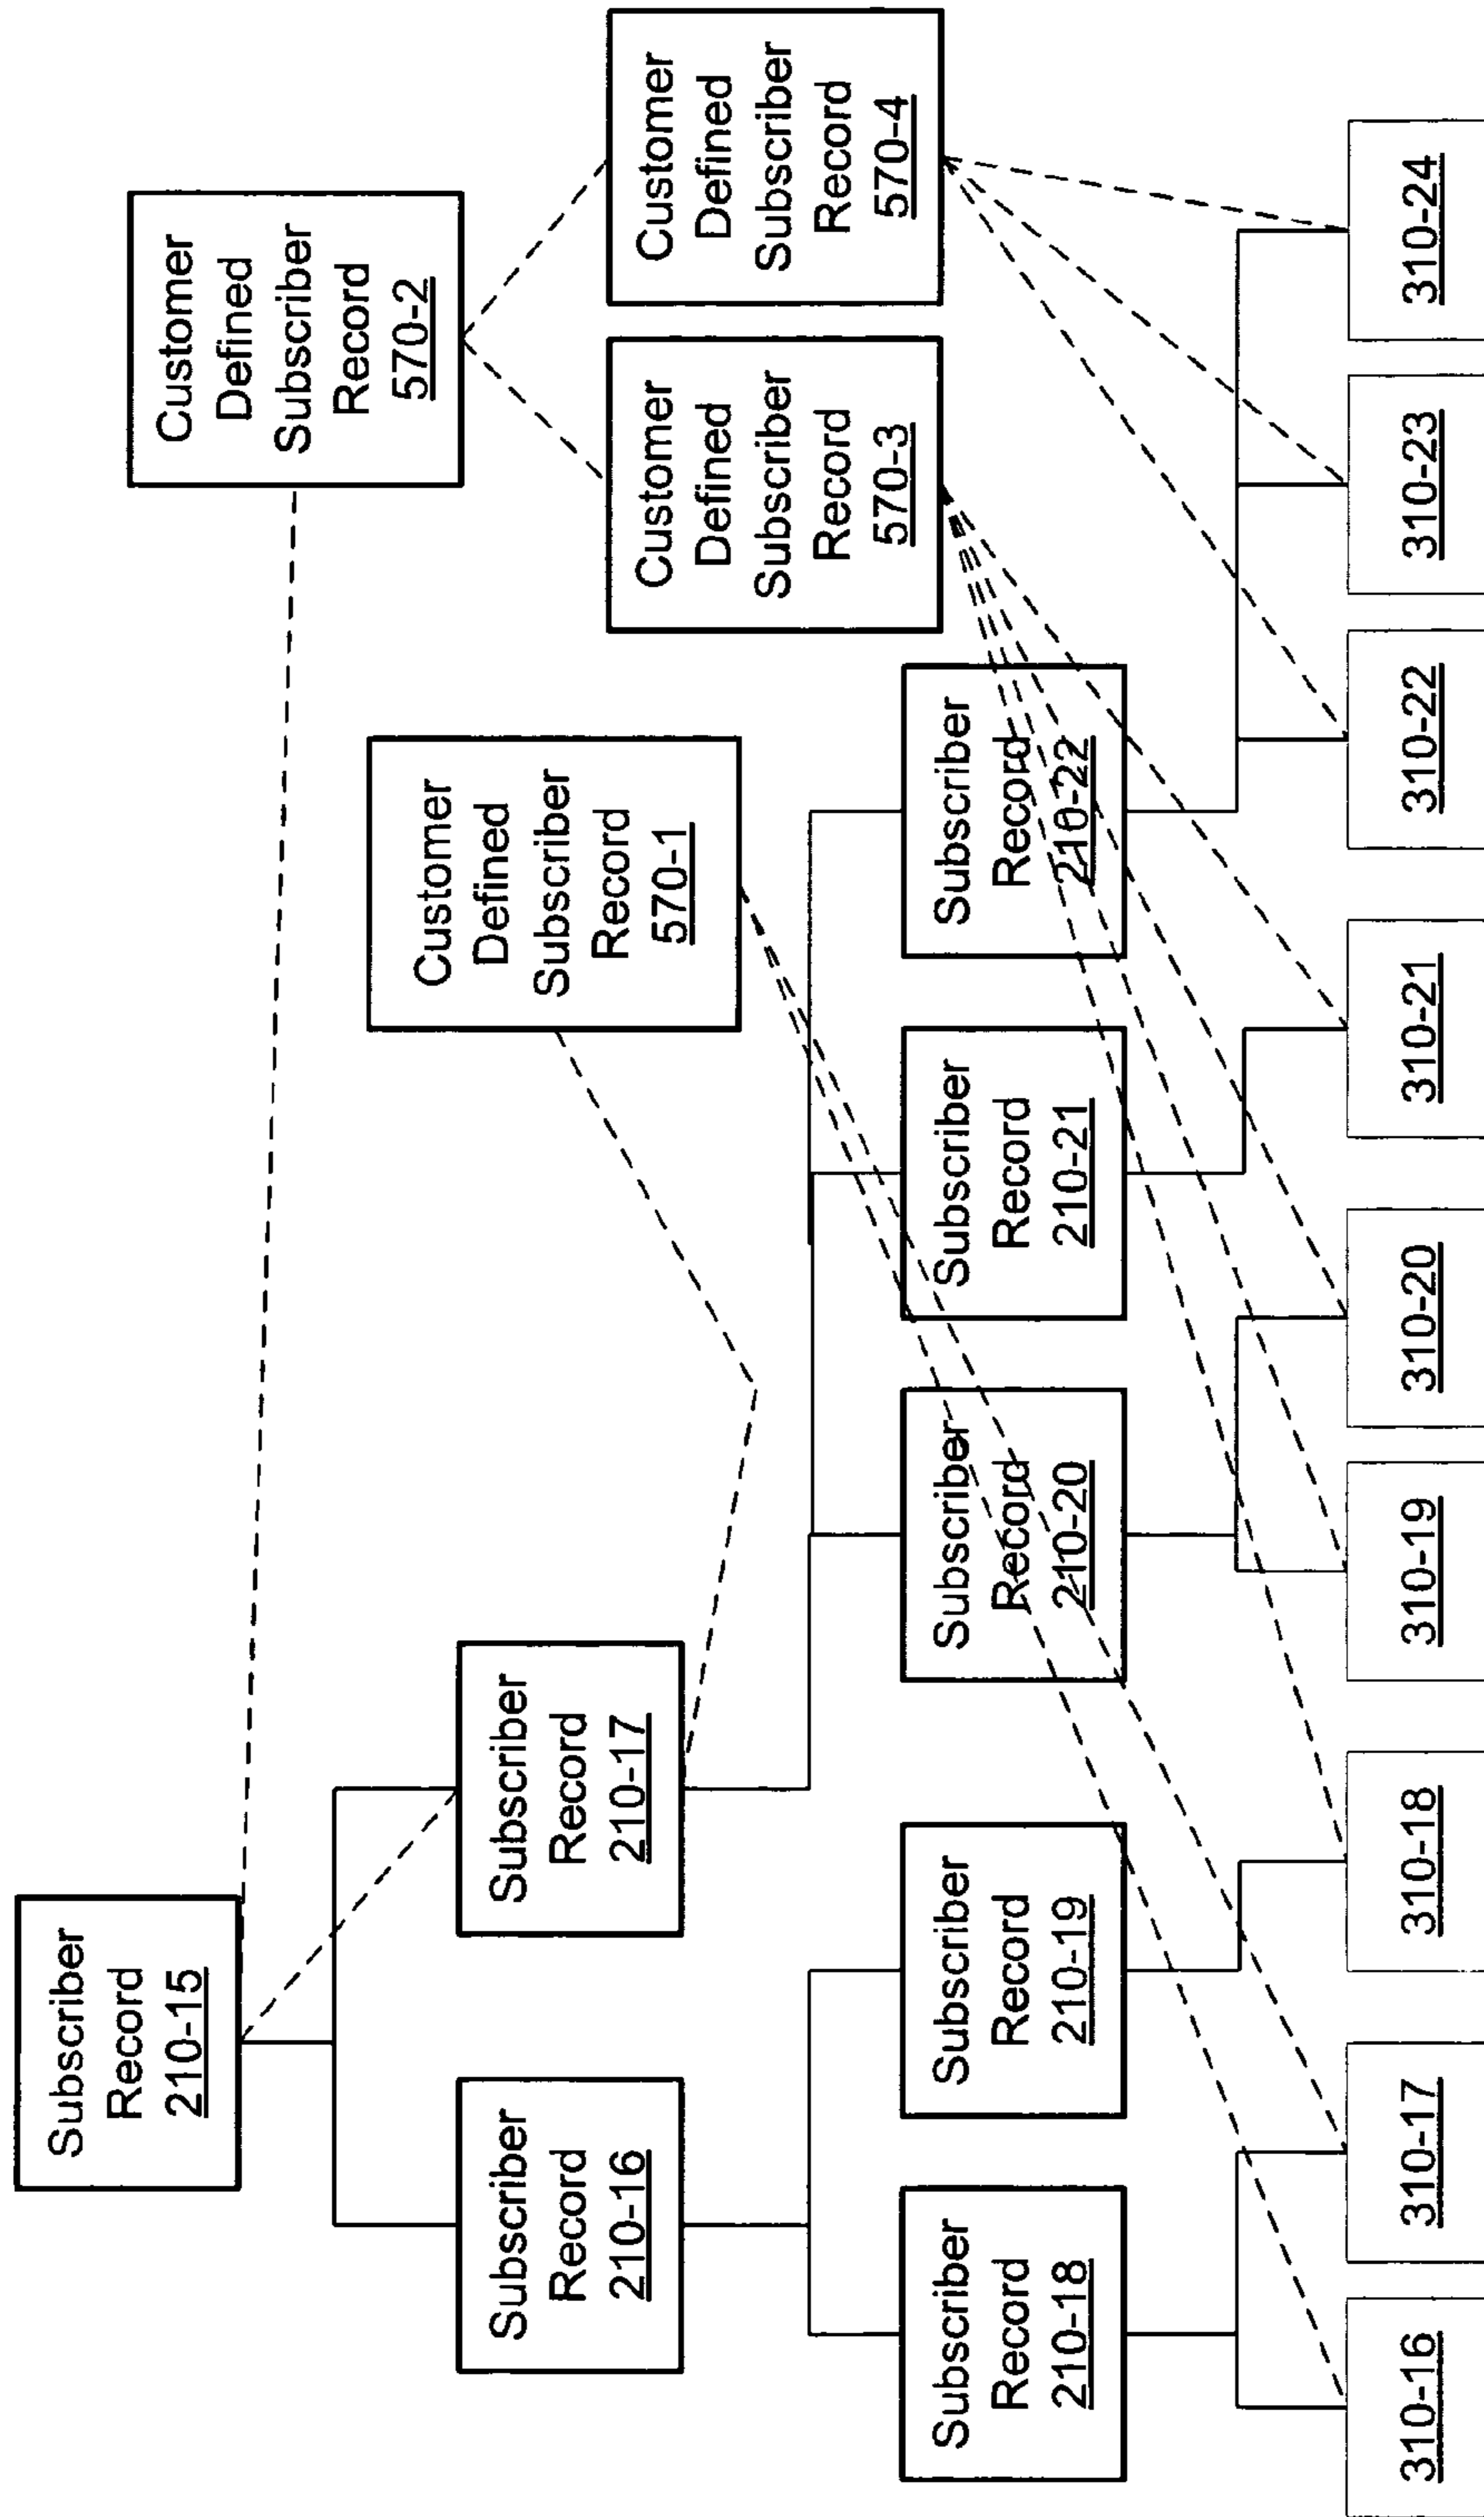 Subscriber
Record
210-15
Customer
Defined
Subscriber
Record
570-2
Customer
Defined
Subscriber
Record
570-1
Subscriber
Record
210-16
Subscriber
Record
210-17
Customer
Defined
Subscriber
Record
570-3
Customer
Defined
Subscriber
Record
570-4
Subscriber
Record
210-18
Subscriber
Record
210-19
Subscriber
Record
210-20
Subscriber
Record
210-21
Subscriber
Record
210-22
310-16
310-17
310-18
310-19
310-20
310-21
310-22
310-23
310-24